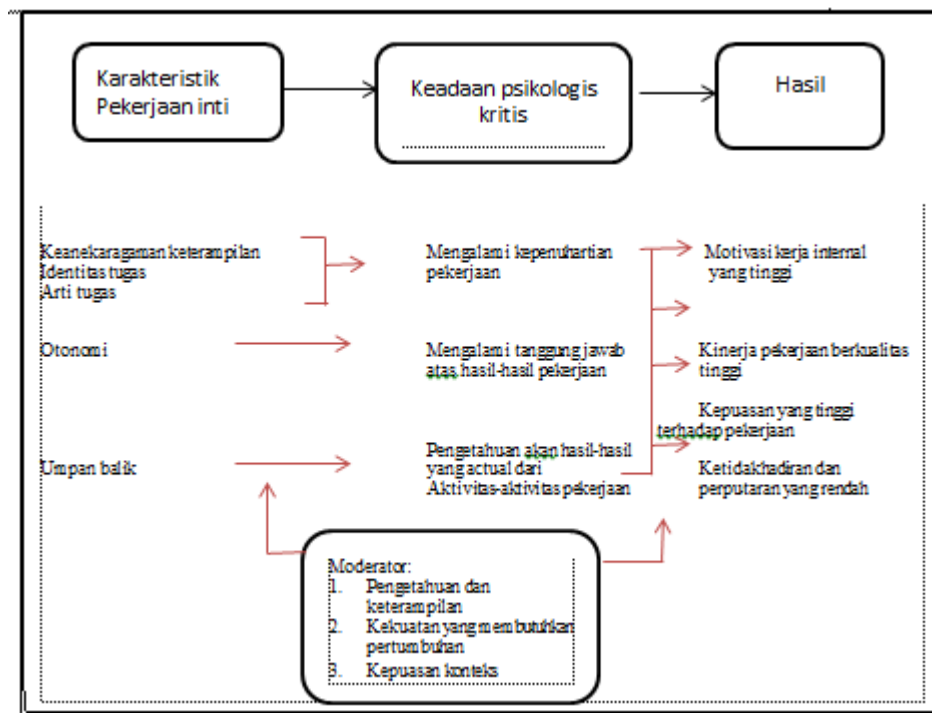 Karakteristik
Pekerjaan inti
Keadaan psikologis
kritis
Hasil
Keanekaragaman keterampilan
Identitas tugas
Arti tugas
Mengalami kepenuhartian
pekerjaan
Motivasi kerja internal
yang tinggi
Otonomi
Mengalami tanggung jawab
atas hasil-hasil pekerjaan
Kinerja pekerjaan berkualitas
tinggi
Kepuasan yang tinggi
terhadap pekerjaan
Umpan balik
Pengetahuan akan hasil-hasil
yang actual dari
Aktivitas-aktivitas pekerjaan
Ketidakhadiran dan
perputaran yang rendah
Moderator:
1. Pengetahuan dan
keterampilan
2. Kekuatan yang membutuhkan
pertumbuhan
3. Kepuasan konteks